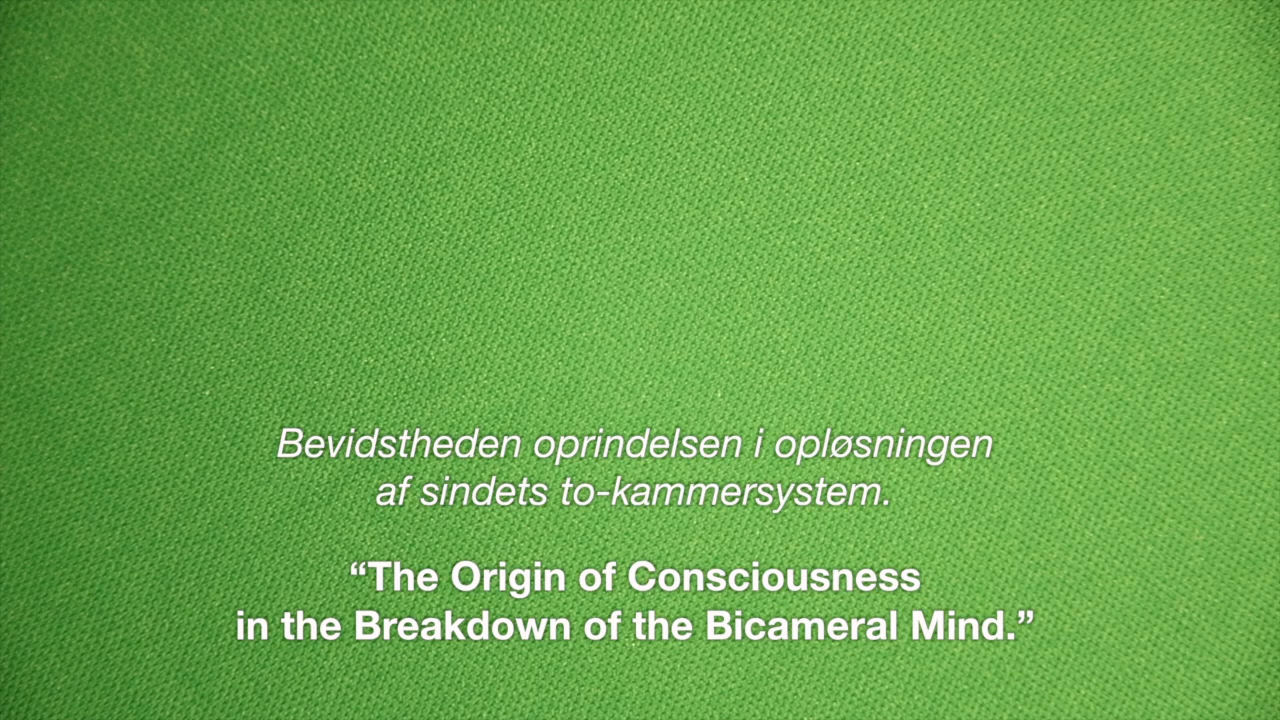 Bevidstheden oprindelsen i opløsningen
af sindets to-kammersystem.
“The Origin of Consciousness
in the Breakdown of the Bicameral Mind.”